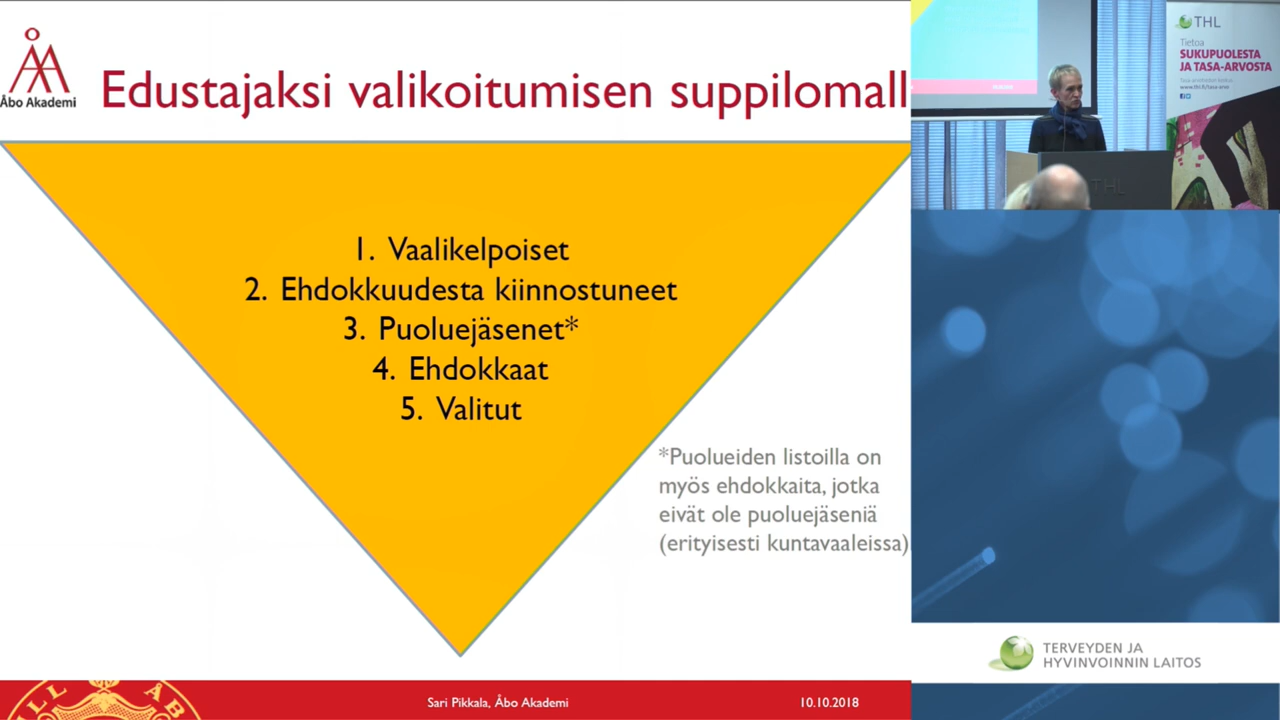 Åbo Akademi
Edustajaksi valikoitumisen suppilomall
1. Vaalikelpoiset
2. Ehdokkuudesta kiinnostuneet
3. Puoluejäsenet*
4. Ehdokkaat
5. Valitut
*Puolueiden listoilla on
myös ehdokkaita, jotka
eivät ole puoluejäseniä
(erityisesti kuntavaaleissa)
Sari Pikkala, Åbo Akademi
10.10.2018
THL
Tietoa
SUKUPUOLESTA
JA TASA-ARVOSTA
THL
TERVEYDEN JA
HYVINVOINNIN LAITOS